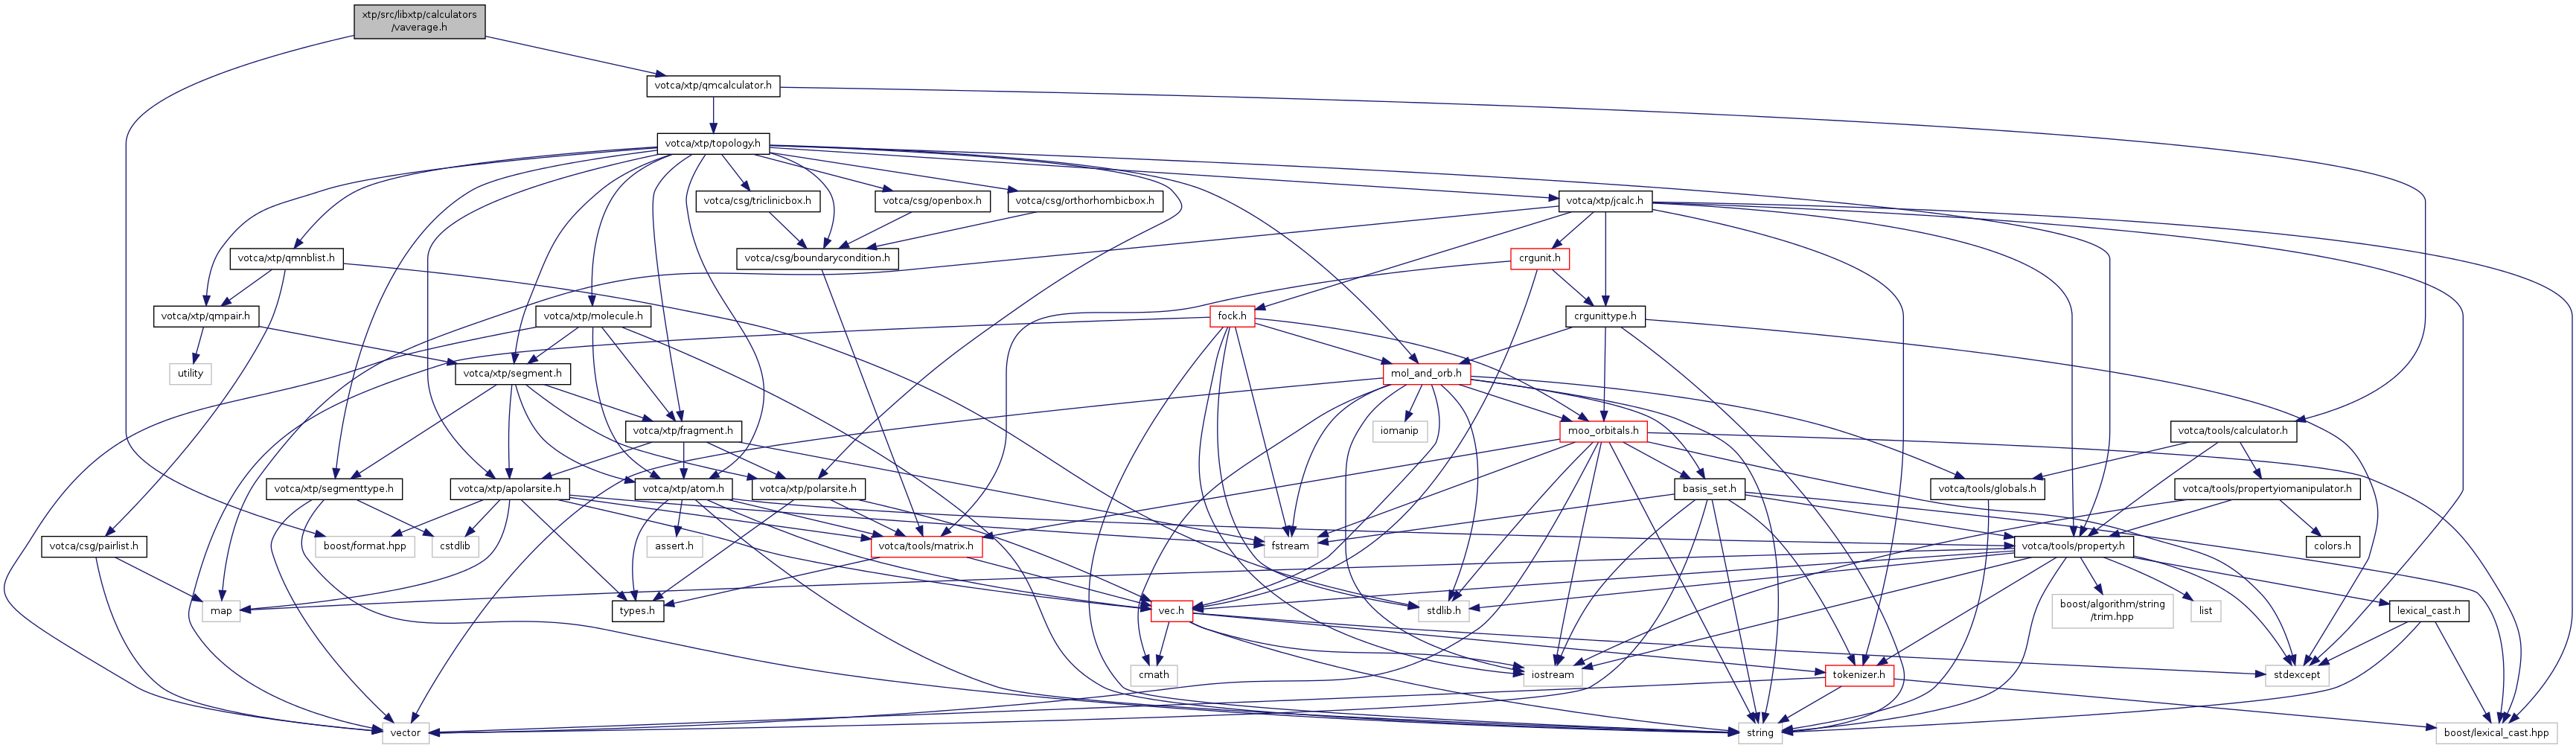 xtp/src/libxtp/calculators
/vaverage.h
votca/xtp/qmcalculator.h
votca/xtp/topology.h
votca/csg/triclinicbox.h
votca/csg/openbox.h
votca/csg/orthorhombicbox.h
votca/xtp/jcalc.h
votca/xtp/qmnblist.h
votca/csg/boundarycondition.h
crgunit.h
votca/xtp/qmpair.h
votca/xtp/molecule.h
fock.h
crgunittype.h
utility
votca/xtp/segment.h
mol_and_orb.h
votca/xtp/fragment.h
iomanip
moo_orbitals.h
votca/tools/calculator.h
votca/xtp/segmenttype.h
votca/xtp/apolarsite.h
votca/xtp/atom.h
votca/xtp/polarsite.h
basis_set.h
votca/tools/globals.h
votca/tools/propertyiomanipulator.h
votca/csg/pairlist.h
boost/format.hpp
cstdlib
assert.h
votca/tools/matrix.h
fstream
votca/tools/property.h
colors.h
map
types.h
vec.h
stdlib.h
boost/algorithm/string
/trim.hpp
list
lexical_cast.h
cmath
iostream
tokenizer.h
stdexcept
vector
string
boost/lexical_cast.hpp